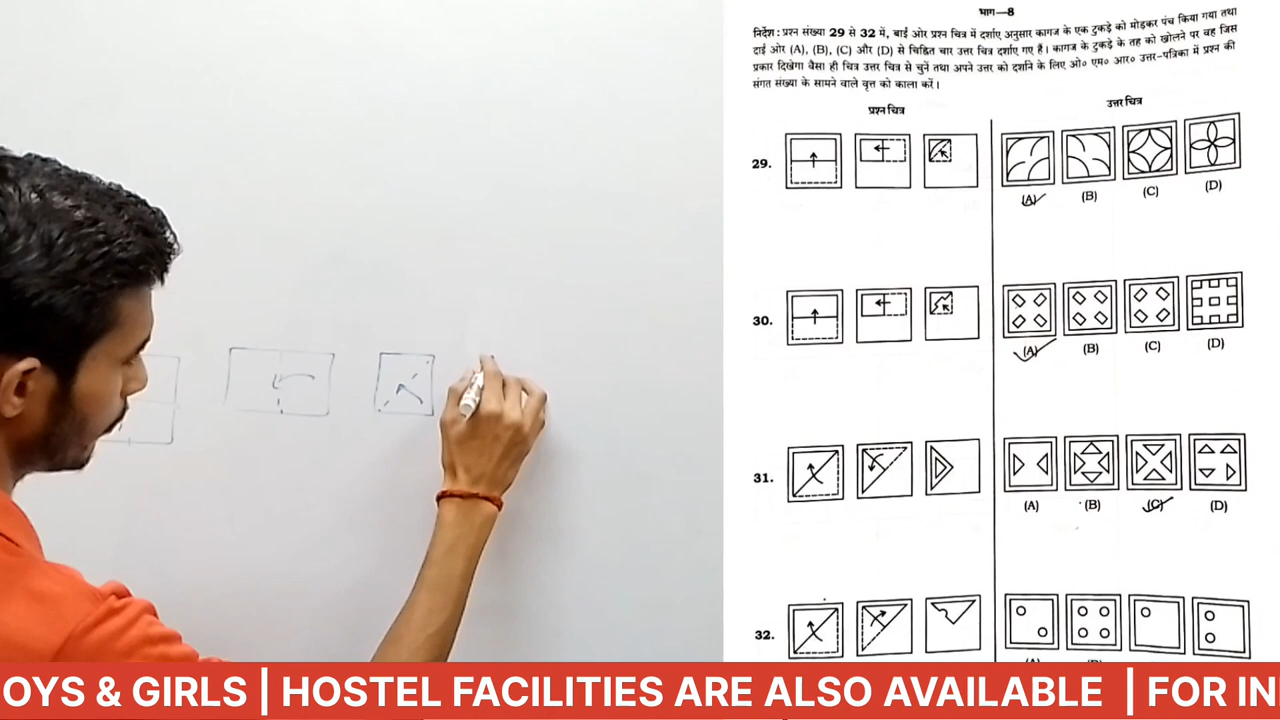 भाग—8
निर्देश : प्रश्न संख्या 29 से 32 में, बाईं ओर प्रश्न चित्र में दर्शाए अनुसार कागज के एक टुकड़े को मोड़कर पंच किया गया तथा
दाईं ओर (A), (B), (C) और (D) से चिह्नित चार उत्तर चित्र दर्शाए गए हैं। कागज के टुकड़े के तह को खोलने पर वह जिस
प्रकार दिखेगा वैसा ही चित्र उत्तर चित्र से चुनें तथा अपने उत्तर को दर्शाने के लिए ओ० एम० आर० उत्तर-पत्रिका में प्रश्न की
संगत संख्या के सामने वाले वृत्त को काला करें।
प्रश्न चित्र
उत्तर चित्र
29.
(A) (B) (C) (D)
30.
(A) (B) (C) (D)
31.
(A) (B) (C) (D)
32.
OYS & GIRLS | HOSTEL FACILITIES ARE ALSO AVAILABLE | FOR IN